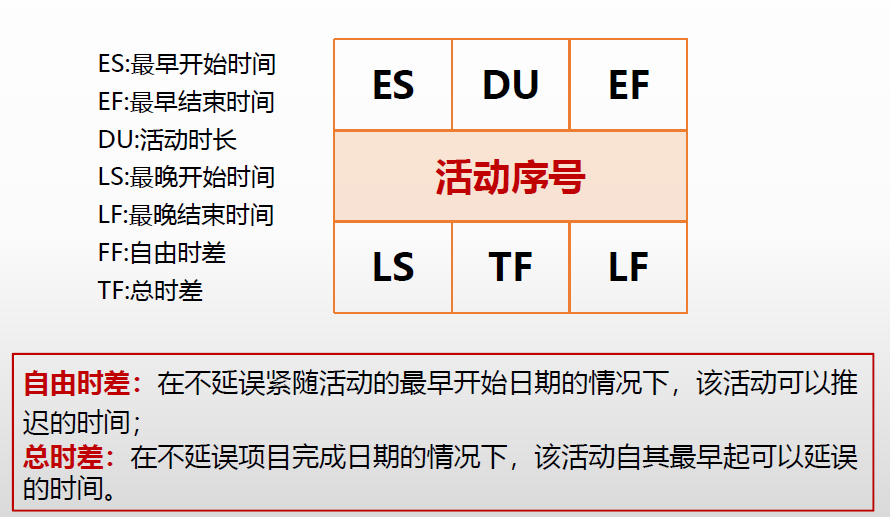 ES:最早开始时间
EF:最早结束时间
DU:活动时长
LS:最晚开始时间
LF:最晚结束时间
FF:自由时差
TF:总时差
ES DU EF
活动序号
LS TF LF
自由时差：在不延误紧随活动的最早开始日期的情况下，该活动可以推
迟的时间；
总时差：在不延误项目完成日期的情况下，该活动自其最早起可以延误
的时间。